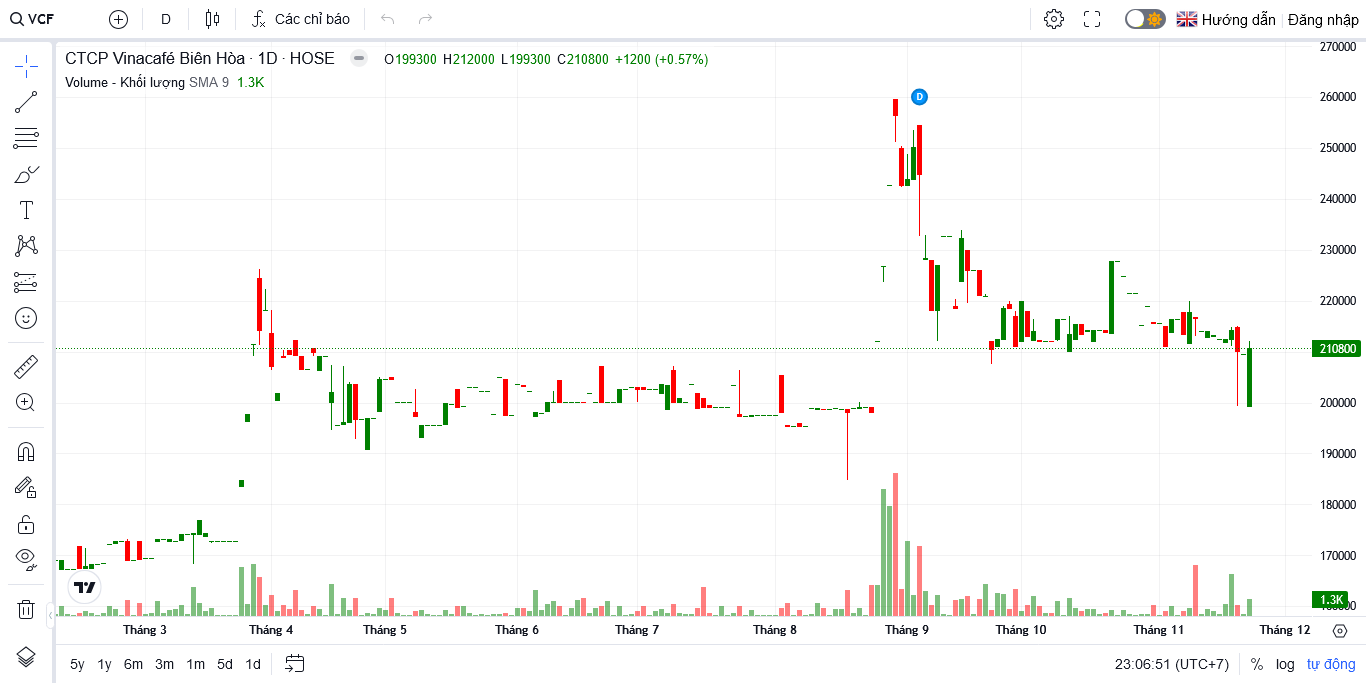 VCF D Các chỉ báo Hướng dẫn Đăng nhập
CTCP Vinacafé Biên Hòa · 1D · HOSE O199300 H212000 L199300 C210800 +1200 (+0.57%)
Volume - Khối lượng SMA 9 1.3K
270000
260000
D
250000
240000
230000
220000
210800
200000
190000
180000
170000
1.3K
Tháng 3 Tháng 4 Tháng 5 Tháng 6 Tháng 7 Tháng 8 Tháng 9 Tháng 10 Tháng 11 Tháng 12
5y 1y 6m 3m 1m 5d 1d 23:06:51 (UTC+7) % log tự động